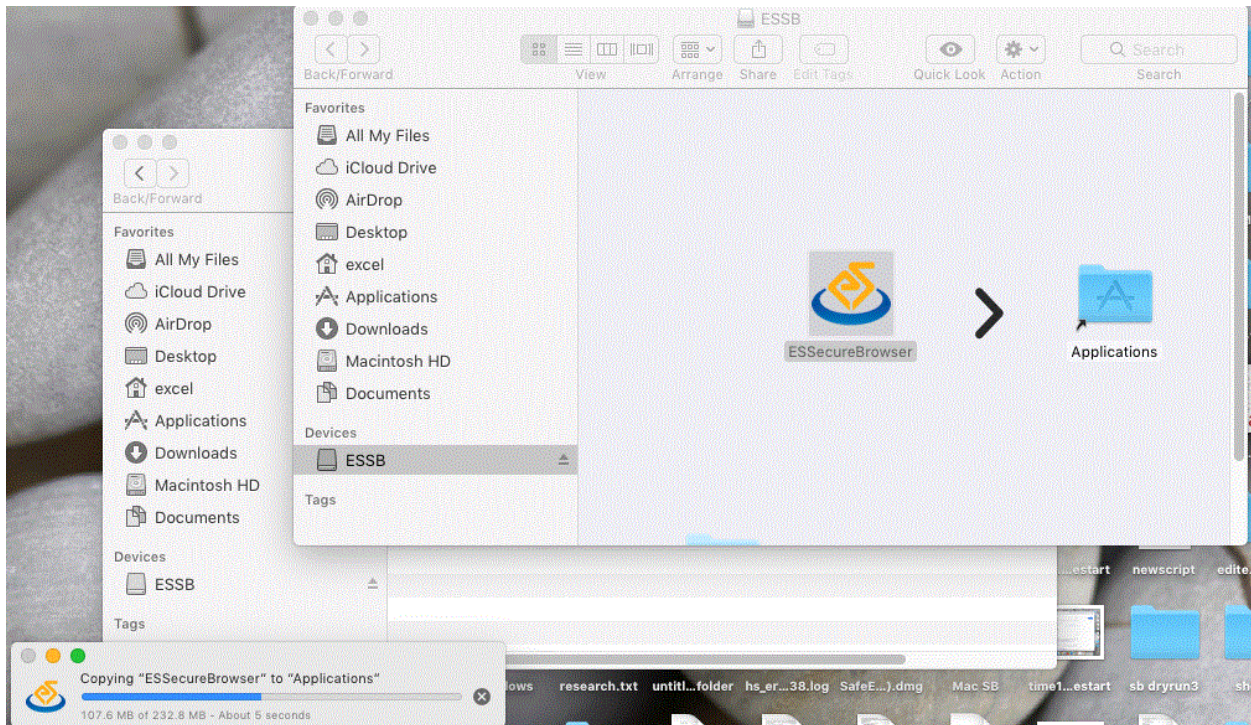 ESSB
Back/Forward View Arrange Share Edit Tags Quick Look Action Search
Search
Favorites
All My Files
iCloud Drive
AirDrop
Desktop
excel
Applications
Downloads
Macintosh HD
Documents
Devices
ESSB
Tags
ESSecureBrowser
Applications
Back/Forward
Favorites
All My Files
iCloud Drive
AirDrop
Desktop
excel
Applications
Downloads
Macintosh HD
Documents
Devices
ESSB
Tags
...estart newscript edite.
Copying “ESSecureBrowser” to “Applications”
107.6 MB of 232.8 MB - About 5 seconds
lows research.txt untitl...folder hs_er...38.log SafeE...).dmg Mac SB time1...estart sb dryrun3 sh